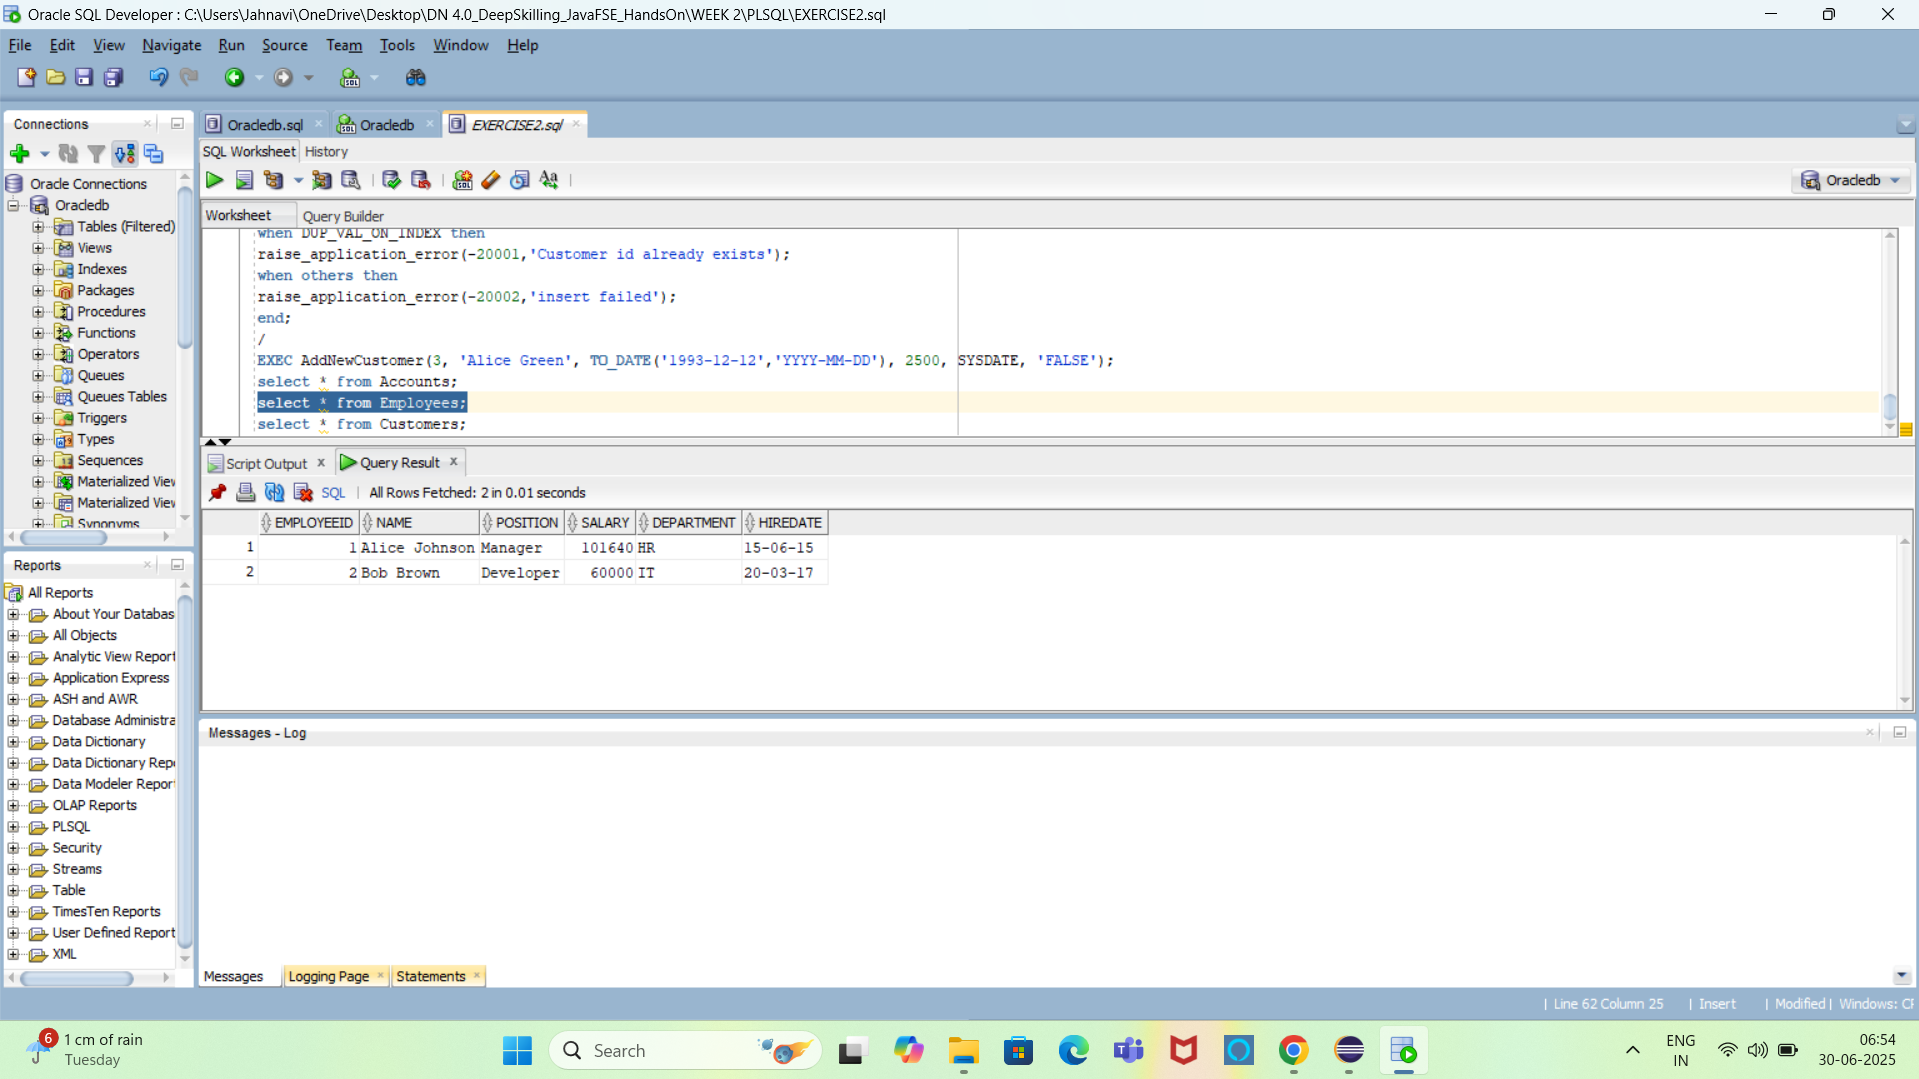 Oracle SQL Developer : C:\Users\Jahnavi\OneDrive\Desktop\DN 4.0_DeepSkilling_JavaFSE_HandsOn\WEEK 2\PLSQL\EXERCISE2.sql
File Edit View Navigate Run Source Team Tools Window Help
Connections
Oracle Connections
Oracledb
Tables (Filtered)
Views
Indexes
Packages
Procedures
Functions
Operators
Queues
Queues Tables
Triggers
Types
Sequences
Materialized View
Materialized View
Synonyms
Reports
All Reports
About Your Databas
All Objects
Analytic View Report
Application Express
ASH and AWR
Database Administra
Data Dictionary
Data Dictionary Rep
Data Modeler Report
OLAP Reports
PLSQL
Security
Streams
Table
TimesTen Reports
User Defined Report
XML
Oracledb.sql Oracledb EXERCISE2.sql
SQL Worksheet History
Oracledb
Worksheet Query Builder
when DUP_VAL_ON_INDEX then
raise_application_error(-20001,'Customer id already exists');
when others then
raise_application_error(-20002,'insert failed');
end;
/
EXEC AddNewCustomer(3, 'Alice Green', TO_DATE('1993-12-12','YYYY-MM-DD'), 2500, SYSDATE, 'FALSE');
select * from Accounts;
select * from Employees;
select * from Customers;
Script Output Query Result
SQL All Rows Fetched: 2 in 0.01 seconds
EMPLOYEEID NAME POSITION SALARY DEPARTMENT HIREDATE
1 1 Alice Johnson Manager 101640 HR 15-06-15
2 2 Bob Brown Developer 60000 IT 20-03-17
Messages - Log
Messages Logging Page Statements
Line 62 Column 25 Insert Modified Windows: C
6 1 cm of rain
Tuesday
Search
ENG
IN
06:54
30-06-2025